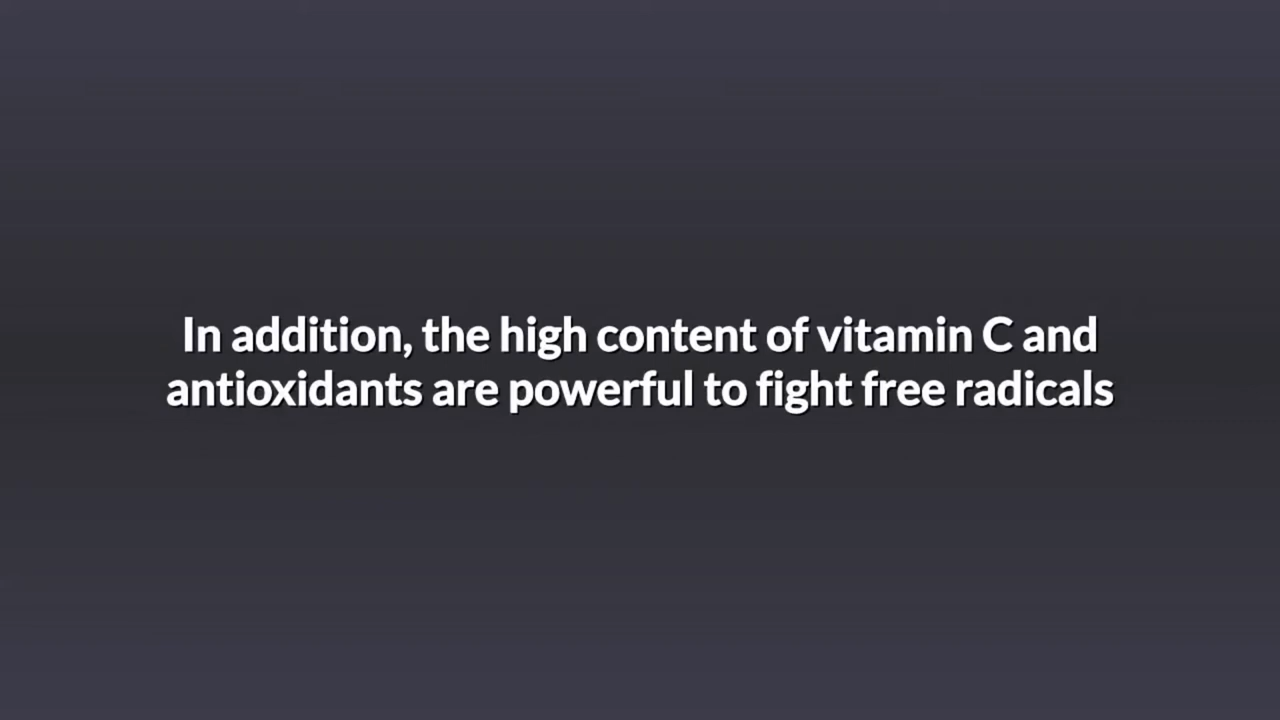 In addition, the high content of vitamin C and
antioxidants are powerful to fight free radicals